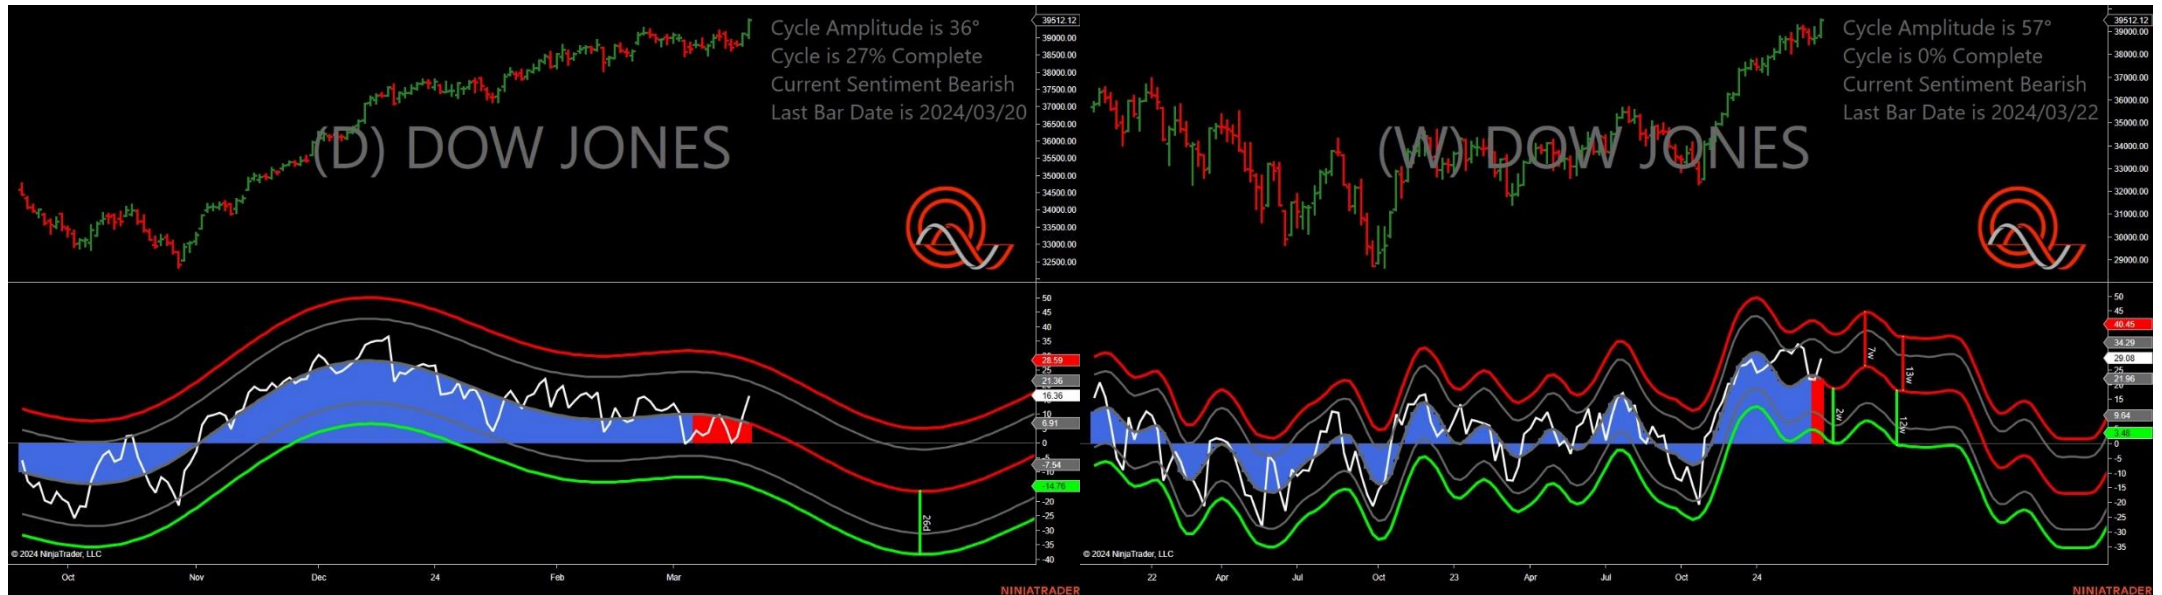 39512.12
39000.00
38500.00
38000.00
37500.00
37000.00
36500.00
35500.00
35000.00
34500.00
34000.00
33500.00
33000.00
32500.00
Cycle Amplitude is 36°
Cycle is 27% Complete
Current Sentiment Bearish
Last Bar Date is 2024/03/20
(D) DOW JONES
50
45
40
35
28.59
25
21.36
16.36
10
6.91
0
-7.54
-10
-14.76
-20
-25
-30
-35
-40
26d
© 2024 NinjaTrader, LLC
Oct Nov Dec 24 Feb Mar
NINJATRADER
39512.12
39000.00
38000.00
37000.00
35000.00
34000.00
33000.00
32000.00
31000.00
30000.00
29000.00
Cycle Amplitude is 57°
Cycle is 0% Complete
Current Sentiment Bearish
Last Bar Date is 2024/03/22
(W) DOW JONES
50
45
40.45
34.29
29.08
25
21.96
15
9.64
3.48
0
-5
-10
-15
-20
-25
-30
-35
2w
7w
12w
13w
© 2024 NinjaTrader, LLC
22 Apr Jul Oct 23 Apr Jul Oct 24
NINJATRADER